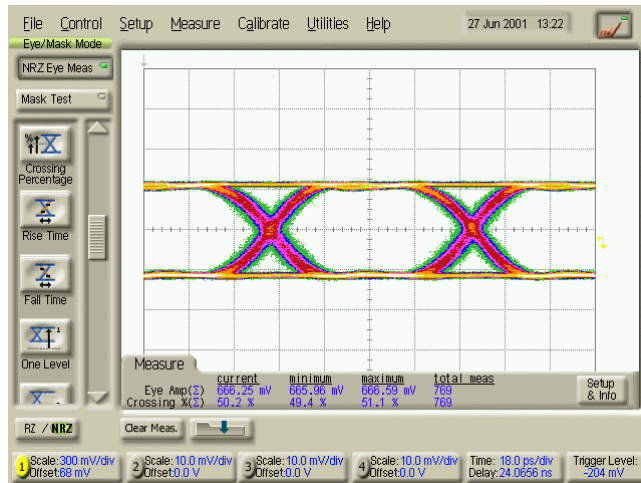 File Control Setup Measure Calibrate Utilities Help 27 Jun 2001 13:22
Eye/Mask Mode
NRZ Eye Meas
Mask Test
Crossing
Percentage
Rise Time
Fall Time
One Level
Measure
current minimum maximum total meas
Eye Amp(Σ) 666.25 mV 665.96 mV 666.59 mV 769
Crossing %(Σ) 50.2 % 49.4 % 51.1 % 769
Setup
& Info
RZ / NRZ
Clear Meas.
1 Scale:300 mV/div
Offset:68 mV
2 Scale:10.0 mV/div
Offset:0.0 V
3 Scale:10.0 mV/div
Offset:0.0 V
4 Scale:10.0 mV/div
Offset:0.0 V
Time: 18.0 ps/div
Delay:24.0656 ns
Trigger Level:
-204 mV